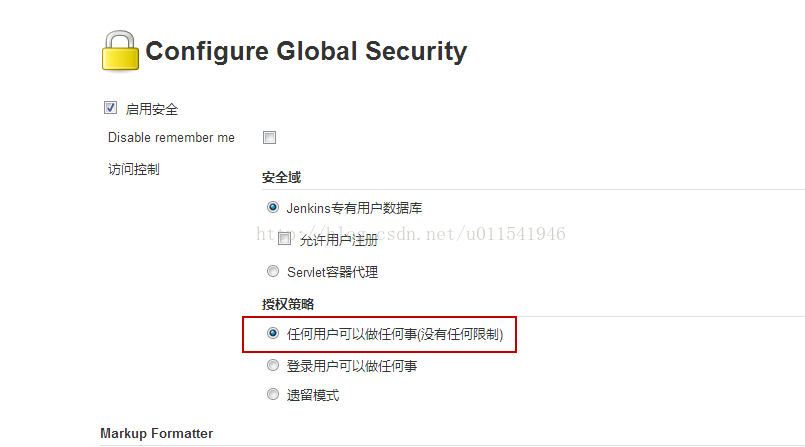 Configure Global Security
启用安全
Disable remember me
访问控制
安全域
Jenkins专有用户数据库
http://blog.csdn.net/u011541946
允许用户注册
Servlet容器代理
授权策略
任何用户可以做任何事(没有任何限制)
登录用户可以做任何事
遗留模式
Markup Formatter